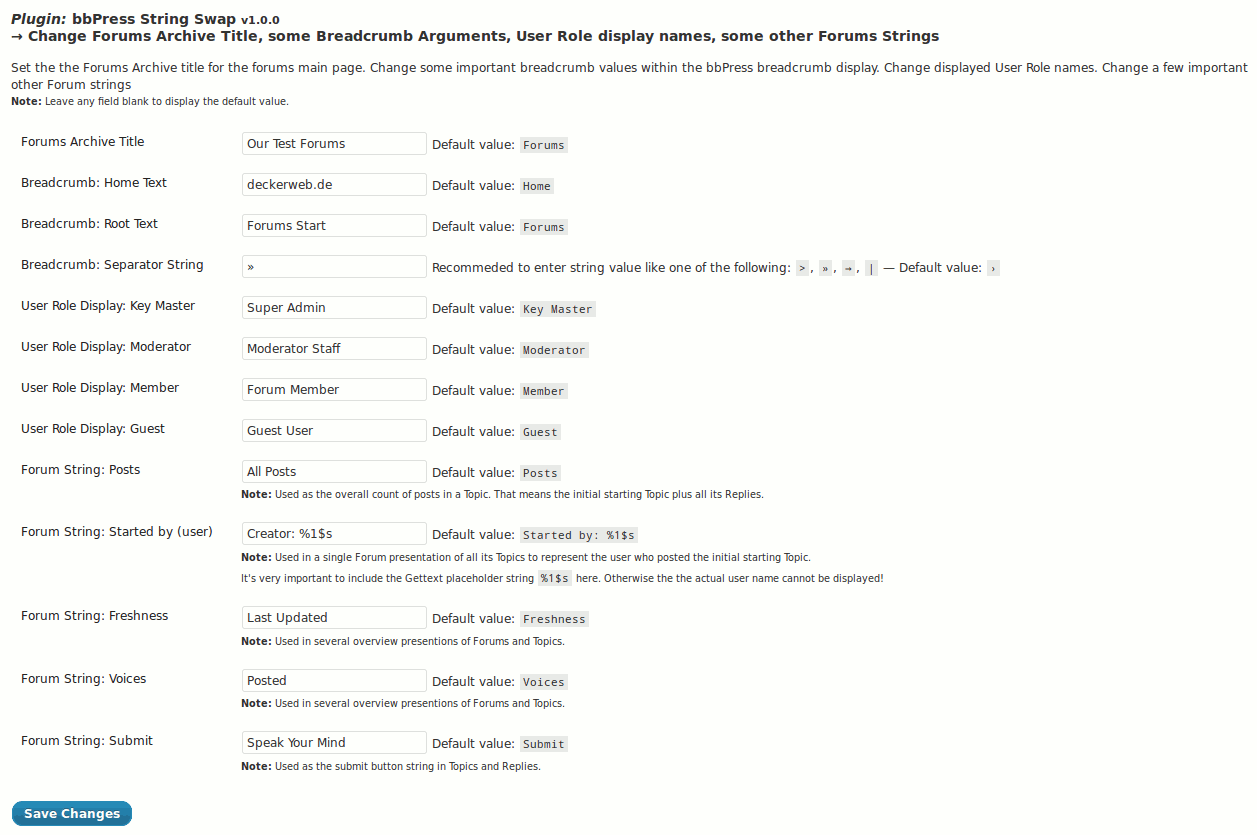 Plugin: bbPress String Swap v1.0.0
→ Change Forums Archive Title, some Breadcrumb Arguments, User Role display names, some other Forums Strings
Set the the Forums Archive title for the forums main page. Change some important breadcrumb values within the bbPress breadcrumb display. Change displayed User Role names. Change a few important
other Forum strings
Note: Leave any field blank to display the default value.
Forums Archive Title Our Test Forums Default value: Forums
Breadcrumb: Home Text deckerweb.de Default value: Home
Breadcrumb: Root Text Forums Start Default value: Forums
Breadcrumb: Separator String » Recommeded to enter string value like one of the following: >, », →, | — Default value: ›
User Role Display: Key Master Super Admin Default value: Key Master
User Role Display: Moderator Moderator Staff Default value: Moderator
User Role Display: Member Forum Member Default value: Member
User Role Display: Guest Guest User Default value: Guest
Forum String: Posts All Posts Default value: Posts
Note: Used as the overall count of posts in a Topic. That means the initial starting Topic plus all its Replies.
Forum String: Started by (user) Creator: %1$s Default value: Started by: %1$s
Note: Used in a single Forum presentation of all its Topics to represent the user who posted the initial starting Topic.
It's very important to include the Gettext placeholder string %1$s here. Otherwise the the actual user name cannot be displayed!
Forum String: Freshness Last Updated Default value: Freshness
Note: Used in several overview presentions of Forums and Topics.
Forum String: Voices Posted Default value: Voices
Note: Used in several overview presentions of Forums and Topics.
Forum String: Submit Speak Your Mind Default value: Submit
Note: Used as the submit button string in Topics and Replies.
Save Changes